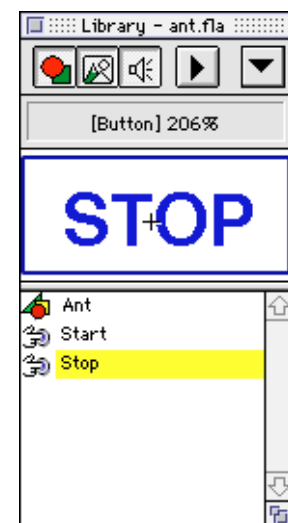 Library - ant.fla
[Button] 206%
STOP
Ant
Start
Stop